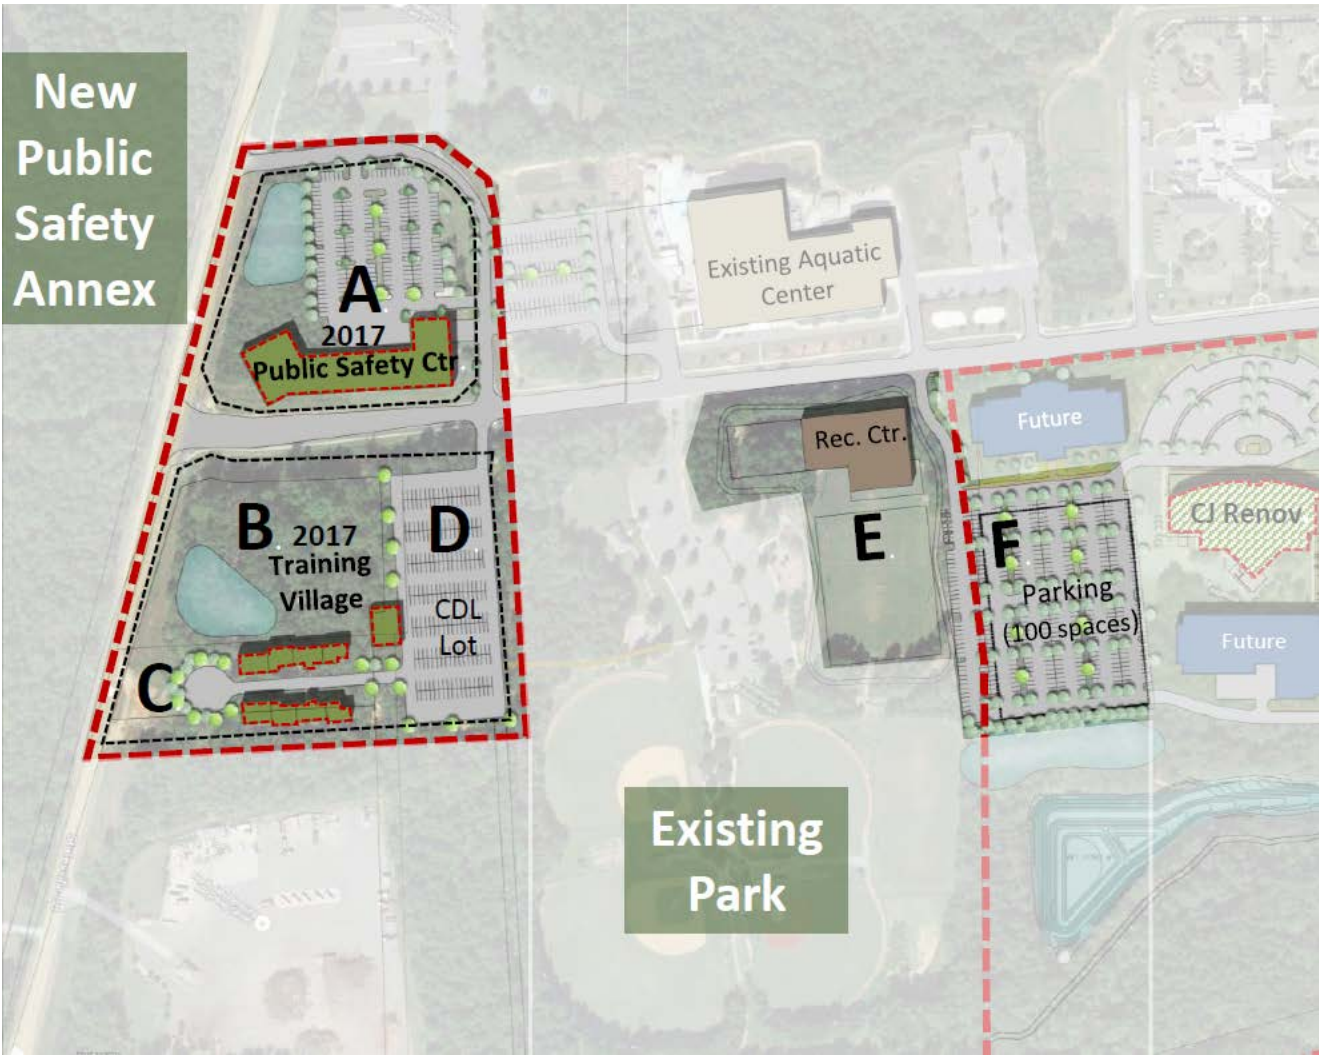 New
Public
Safety
Annex
A
2017
Public Safety Ctr
Existing Aquatic
Center
B
2017
Training
Village
C
D
CDL
Lot
Rec. Ctr.
E
Future
F
Parking
(100 spaces)
CJ Renov
Future
Existing
Park